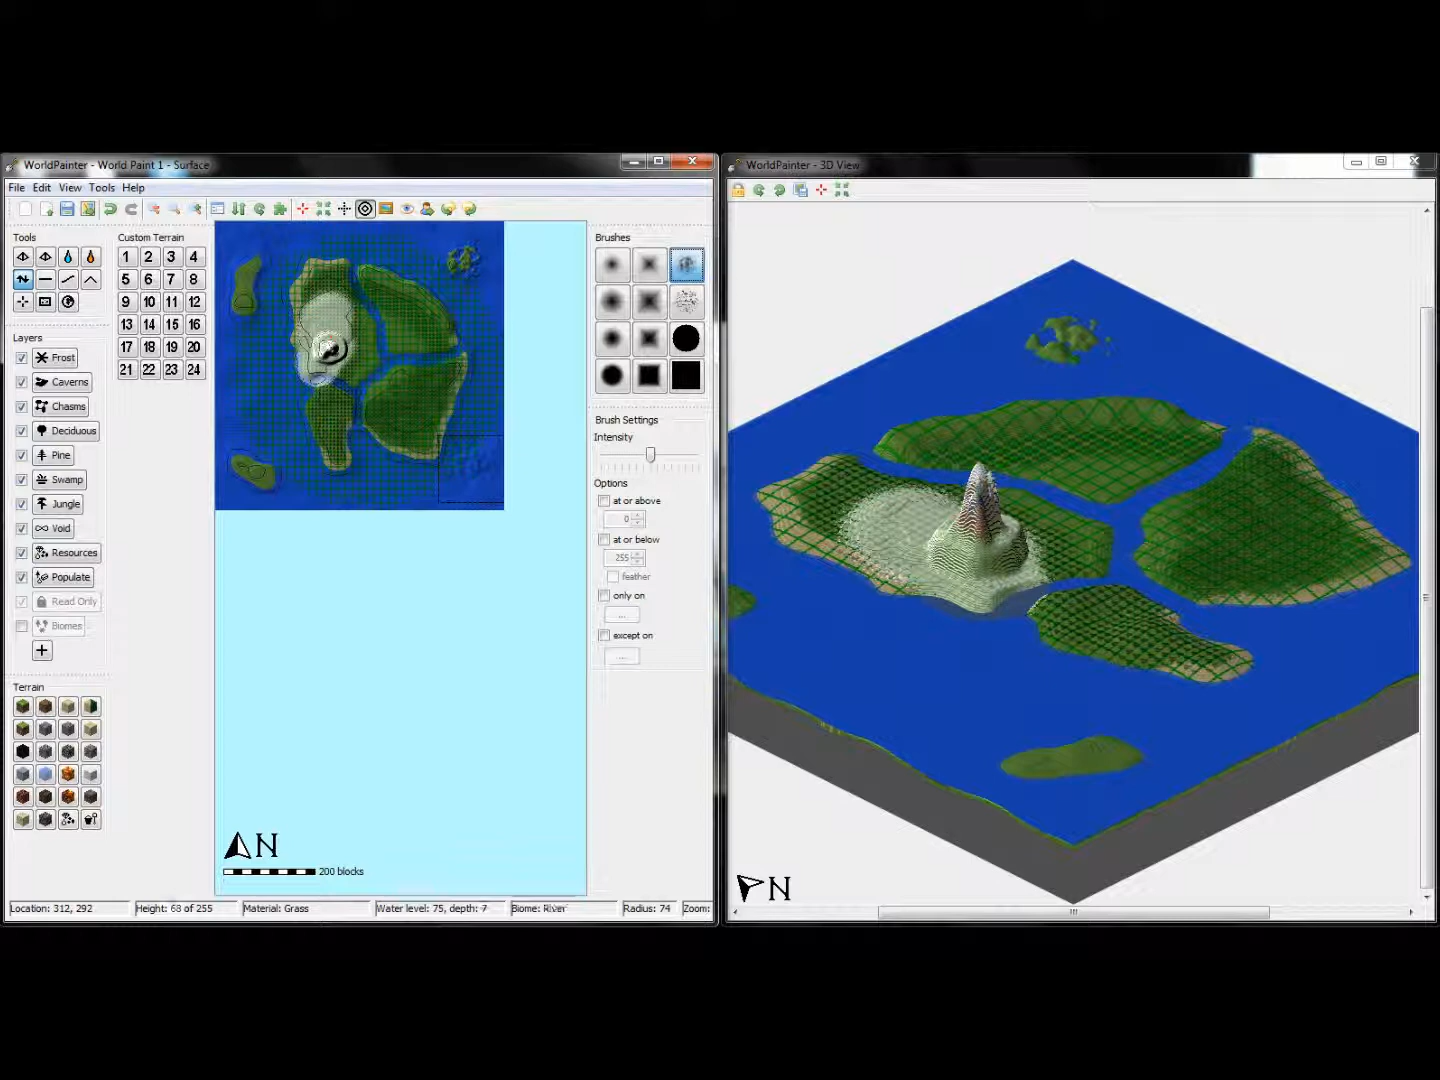 WorldPainter - World Paint 1 - Surface
File Edit View Tools Help
Tools
Custom Terrain
1 2 3 4
5 6 7 8
9 10 11 12
13 14 15 16
17 18 19 20
21 22 23 24
Layers
Frost
Caverns
Chasms
Deciduous
Pine
Swamp
Jungle
Void
Resources
Populate
Read Only
Biomes
+
Terrain
N
200 blocks
Brushes
Brush Settings
Intensity
Options
at or above
0
at or below
255
feather
only on
...
except on
...
Location: 312, 292 Height: 68 of 255 Material: Grass Water level: 75, depth: 7 Biome: River Radius: 74 Zoom:
WorldPainter - 3D View
N